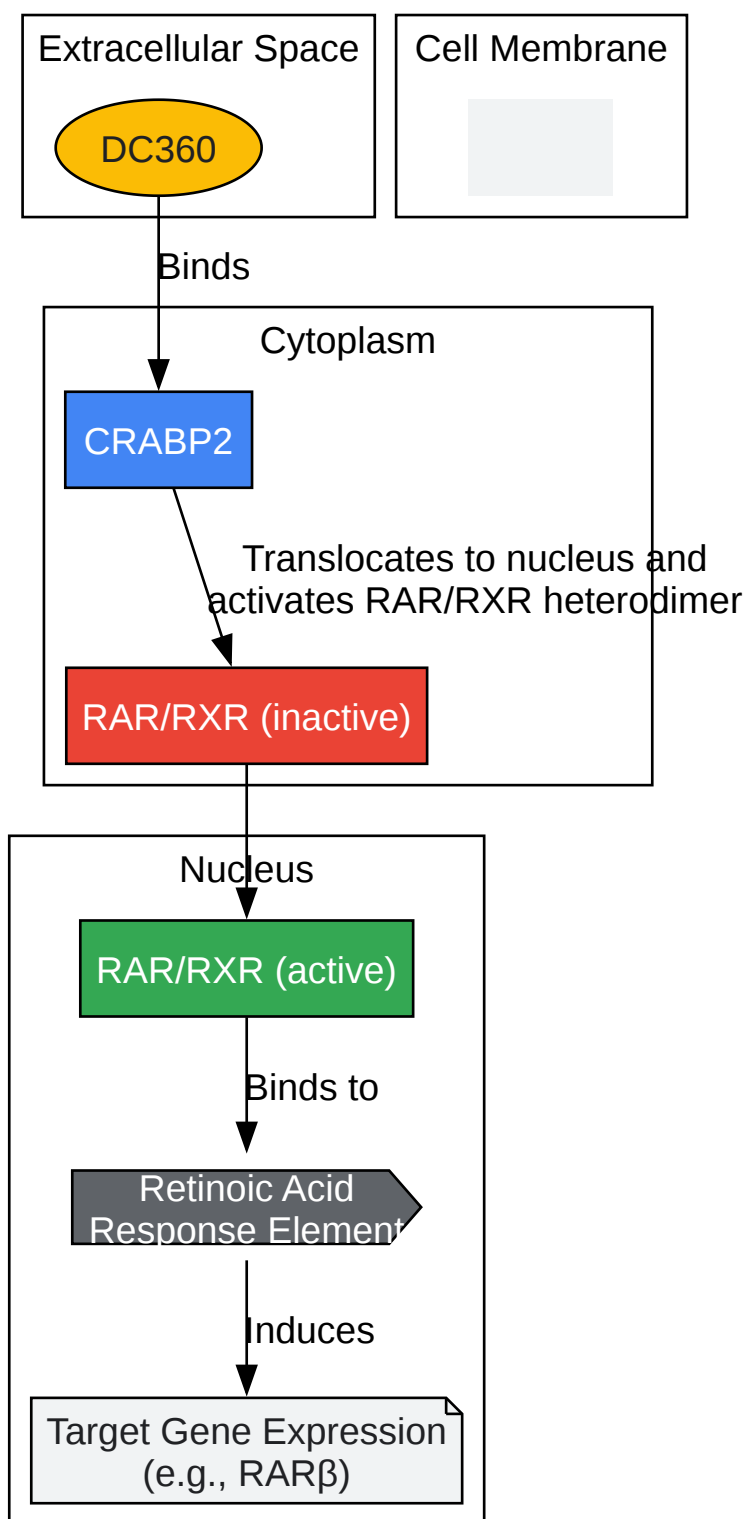 Extracellular Space
Cell Membrane
DC360
Binds
Cytoplasm
CRABP2
Translocates to nucleus and
activates RAR/RXR heterodimer
RAR/RXR (inactive)
Nucleus
RAR/RXR (active)
Binds to
Retinoic Acid
Response Element
Induces
Target Gene Expression
(e.g., RARβ)